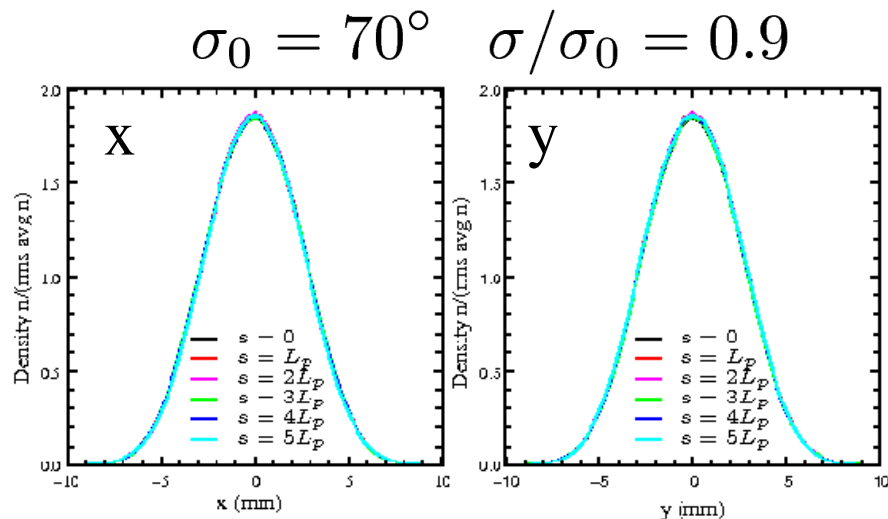 σ₀ = 70° σ/σ₀ = 0.9
x
Density n/(rms avg n)
2.0
1.5
1.0
0.5
0.0
s = 0
s = Lₚ
s = 2Lₚ
s = 3Lₚ
s = 4Lₚ
s = 5Lₚ
−10 −5 0 5 10
x (mm)
y
Density n/(rms avg n)
2.0
1.5
1.0
0.5
0.0
s = 0
s = Lₚ
s = 2Lₚ
s = 3Lₚ
s = 4Lₚ
s = 5Lₚ
−10 −5 0 5 10
y (mm)